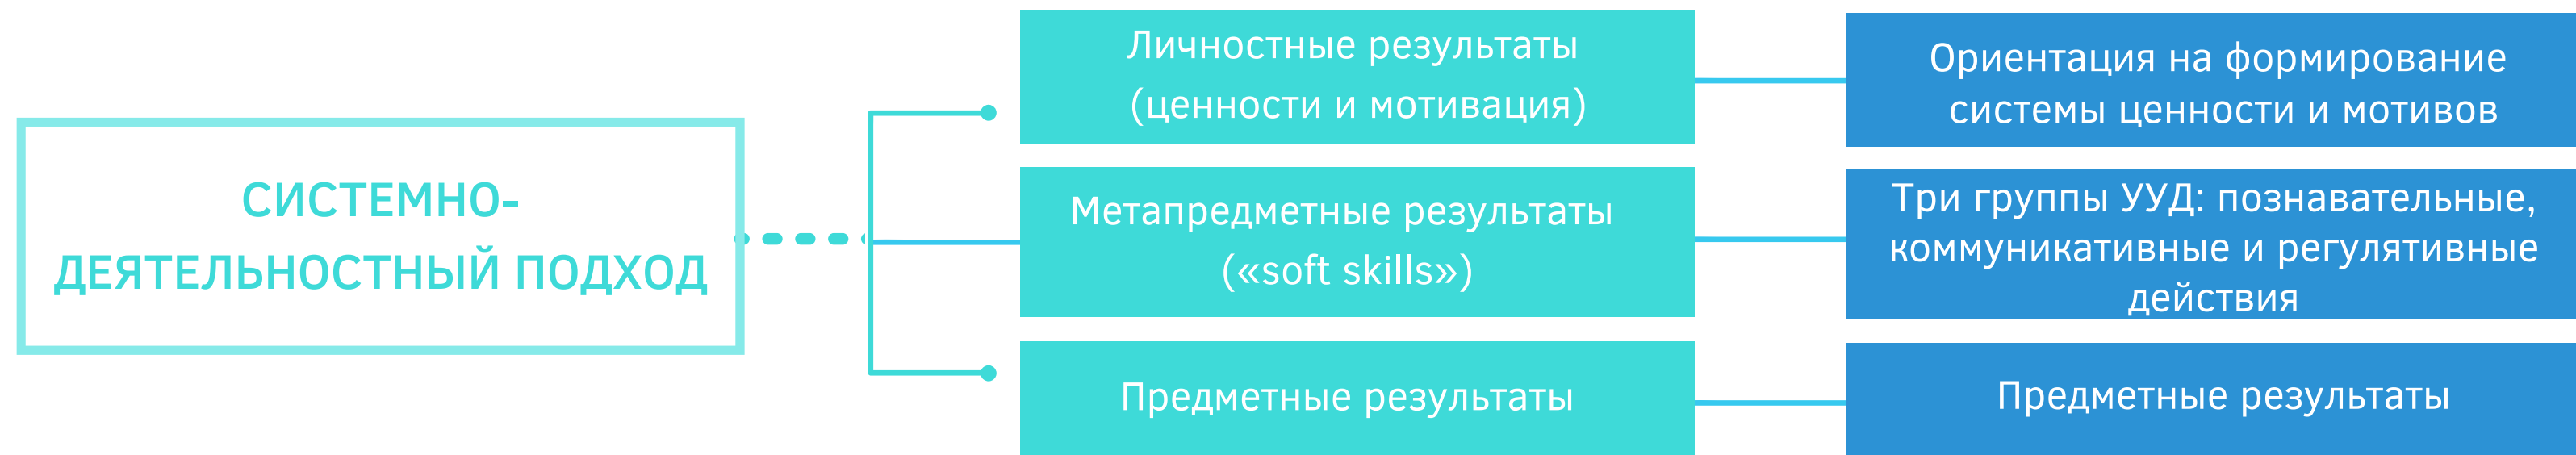 СИСТЕМНО-
ДЕЯТЕЛЬНОСТНЫЙ ПОДХОД
Личностные результаты
(ценности и мотивация)
Ориентация на формирование
системы ценности и мотивов
Метапредметные результаты
(«soft skills»)
Три группы УУД: познавательные,
коммуникативные и регулятивные
действия
Предметные результаты
Предметные результаты